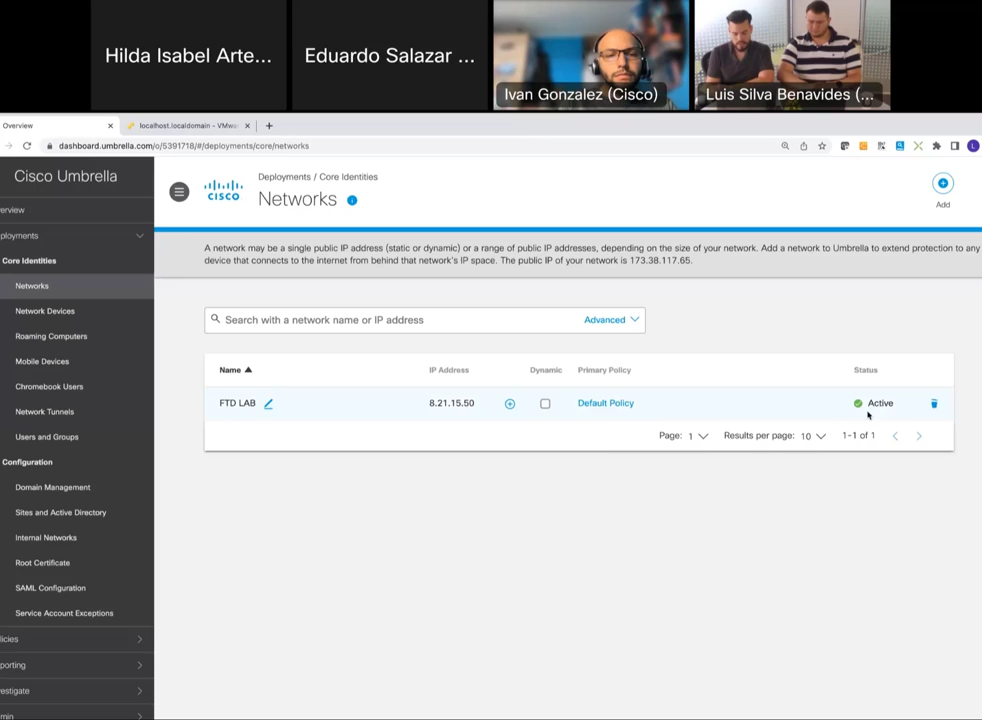 Hilda Isabel Arte...
Eduardo Salazar ...
Ivan Gonzalez (Cisco)
Luis Silva Benavides (...
Overview
localhost.localdomain - VMwa
dashboard.umbrella.com/o/5391718/#/deployments/core/networks
L
Cisco Umbrella
CISCO
Deployments / Core Identities
Networks
Add
erview
ployments
Core Identities
Networks
Network Devices
Roaming Computers
Mobile Devices
Chromebook Users
Network Tunnels
Users and Groups
Configuration
Domain Management
Sites and Active Directory
Internal Networks
Root Certificate
SAML Configuration
Service Account Exceptions
licies
porting
estigate
min
A network may be a single public IP address (static or dynamic) or a range of public IP addresses, depending on the size of your network. Add a network to Umbrella to extend protection to any
device that connects to the internet from behind that network's IP space. The public IP of your network is 173.38.117.65.
Search with a network name or IP address
Advanced
Name IP Address Dynamic Primary Policy Status
FTD LAB 8.21.15.50 Default Policy Active
Page: 1 Results per page: 10 1-1 of 1